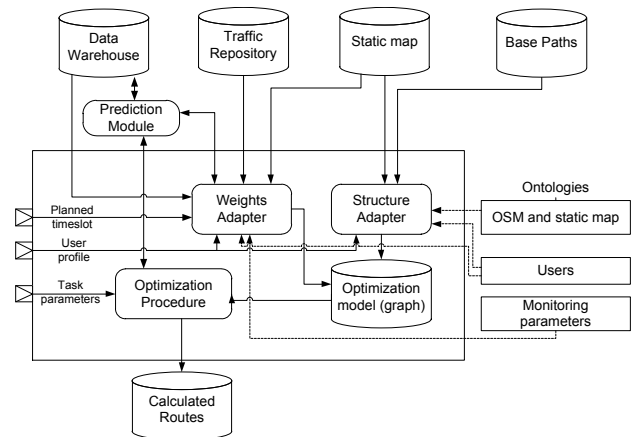 Data
Warehouse
Traffic
Repository
Static map
Base Paths
Prediction
Module
Ontologies
Weights
Adapter
Structure
Adapter
OSM and static map
Planned
timeslot
User
profile
Users
Task
parameters
Optimization
Procedure
Optimization
model (graph)
Monitoring
parameters
Calculated
Routes